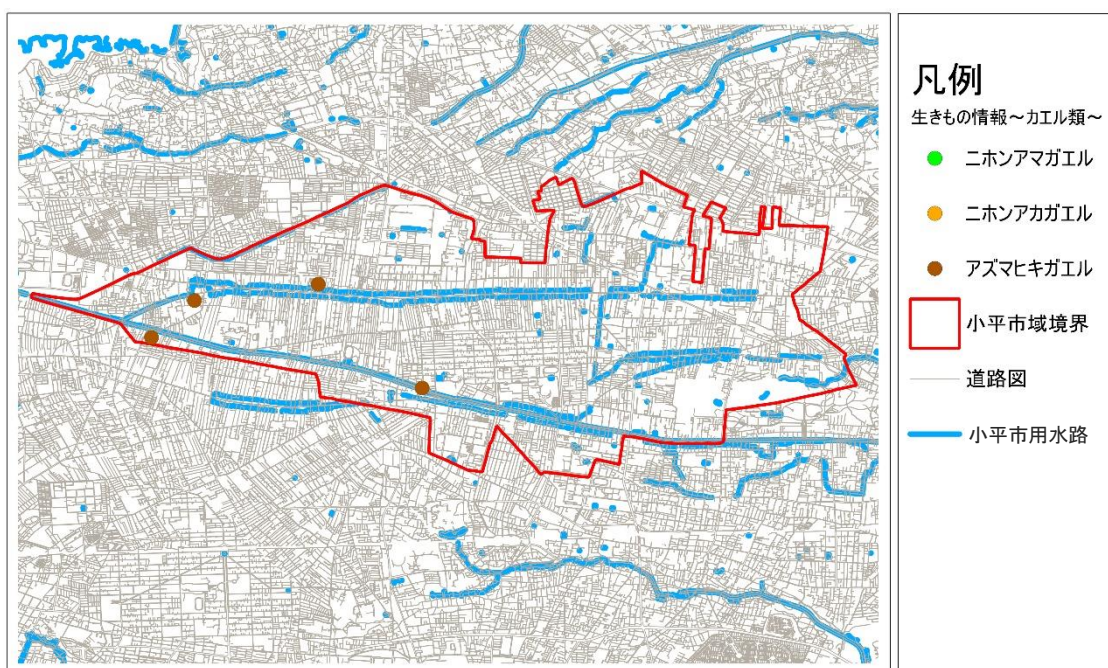 凡例
生きもの情報~カエル類~
ニホンアマガエル
ニホンアカガエル
アズマヒキガエル
小平市域境界
道路図
小平市用水路